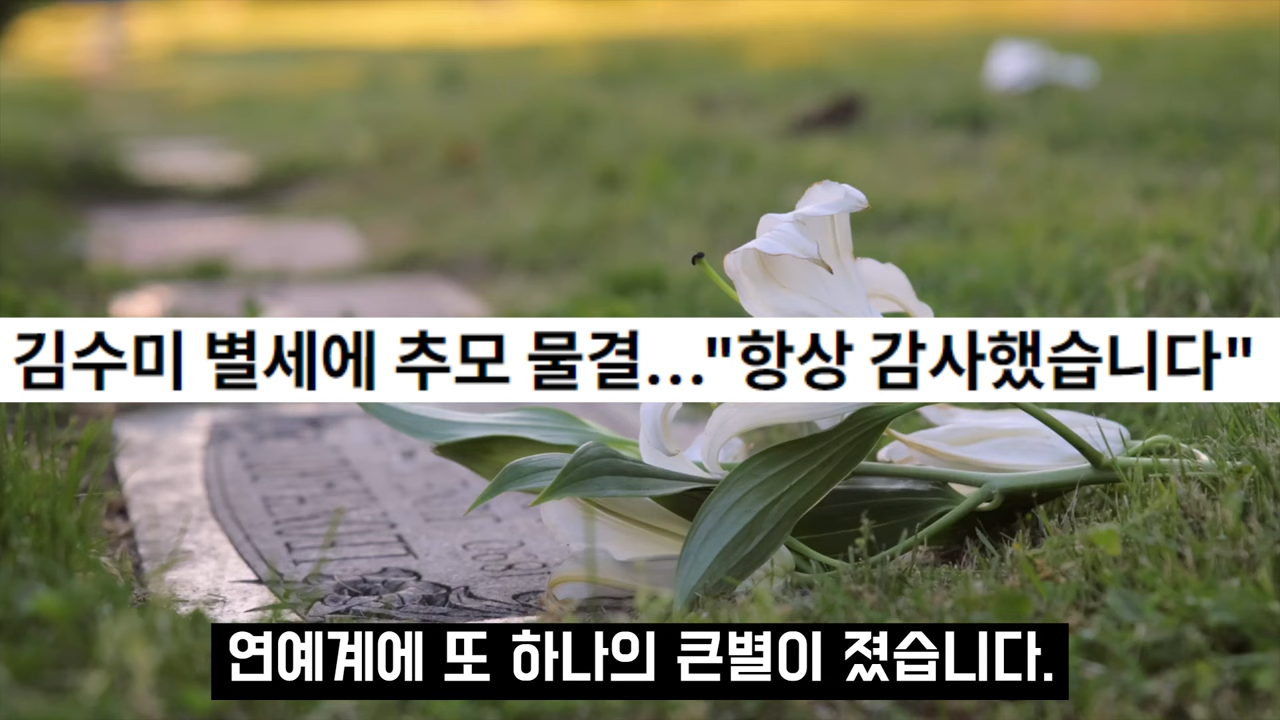 김수미 별세에 추모 물결..."항상 감사했습니다"
연예계에 또 하나의 큰별이 졌습니다.